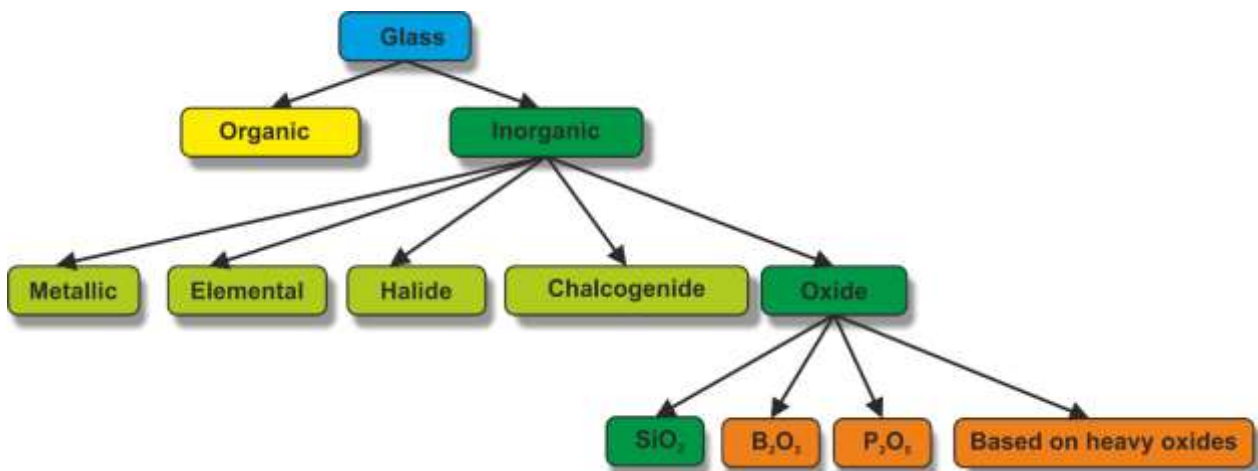 Glass
Organic
Inorganic
Metallic
Elemental
Halide
Chalcogenide
Oxide
SiO₂
B₂O₃
P₂O₅
Based on heavy oxides